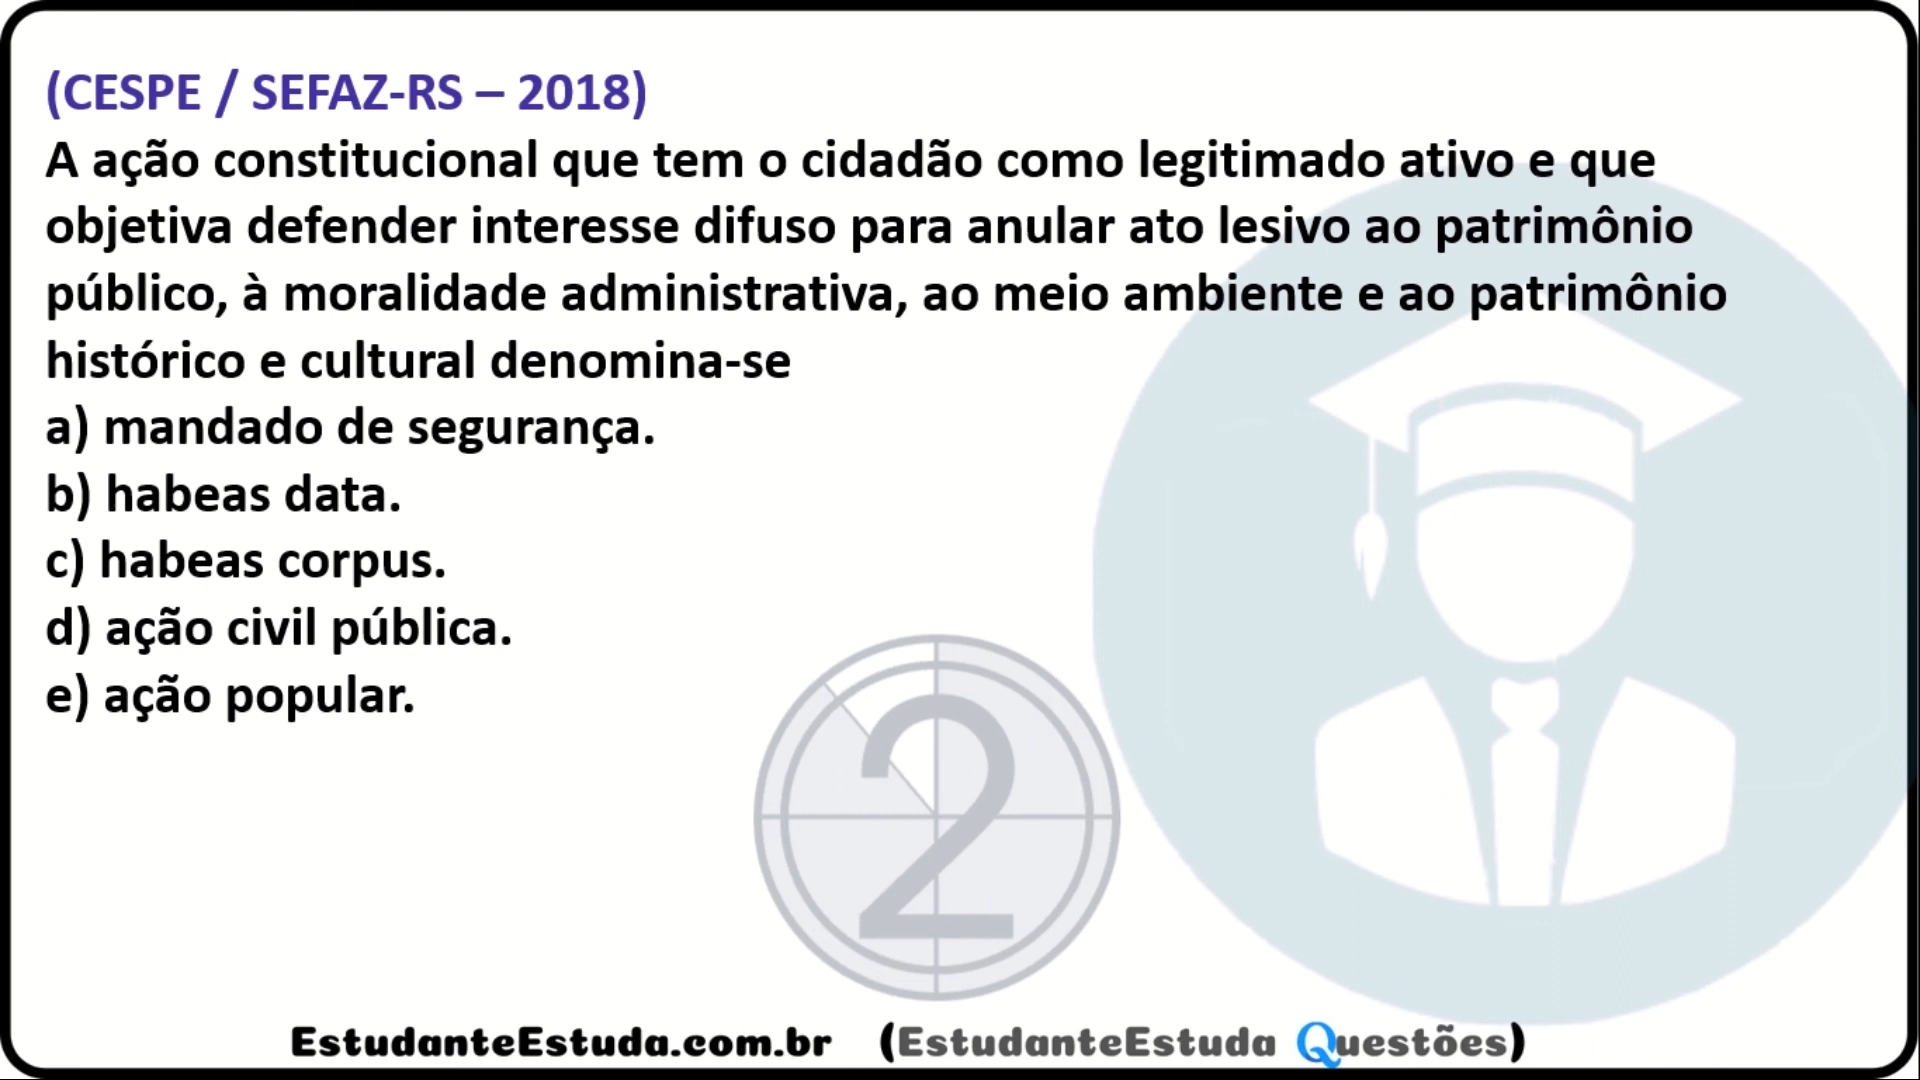 (CESPE / SEFAZ-RS – 2018)
A ação constitucional que tem o cidadão como legitimado ativo e que
objetiva defender interesse difuso para anular ato lesivo ao patrimônio
público, à moralidade administrativa, ao meio ambiente e ao patrimônio
histórico e cultural denomina-se
a) mandado de segurança.
b) habeas data.
c) habeas corpus.
d) ação civil pública.
e) ação popular.
2
EstudanteEstuda.com.br (EstudanteEstuda Questões)